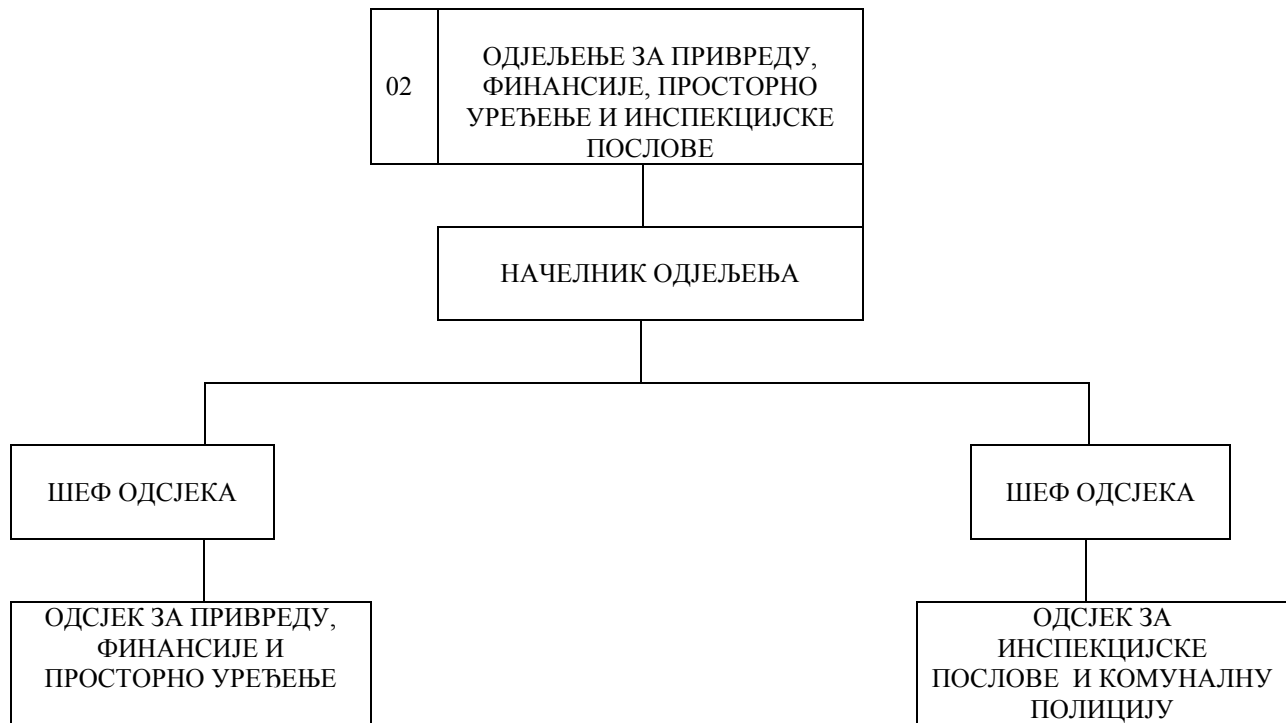 02
ОДЈЕЉЕЊЕ ЗА ПРИВРЕДУ,
ФИНАНСИЈЕ, ПРОСТОРНО
УРЕЂЕЊЕ И ИНСПЕКЦИЈСКЕ
ПОСЛОВЕ
НАЧЕЛНИК ОДЈЕЉЕЊА
ШЕФ ОДСЈЕКА
ШЕФ ОДСЈЕКА
ОДСЈЕК ЗА ПРИВРЕДУ,
ФИНАНСИЈЕ И
ПРОСТОРНО УРЕЂЕЊЕ
ОДСЈЕК ЗА
ИНСПЕКЦИЈСКЕ
ПОСЛОВЕ И КОМУНАЛНУ
ПОЛИЦИЈУ